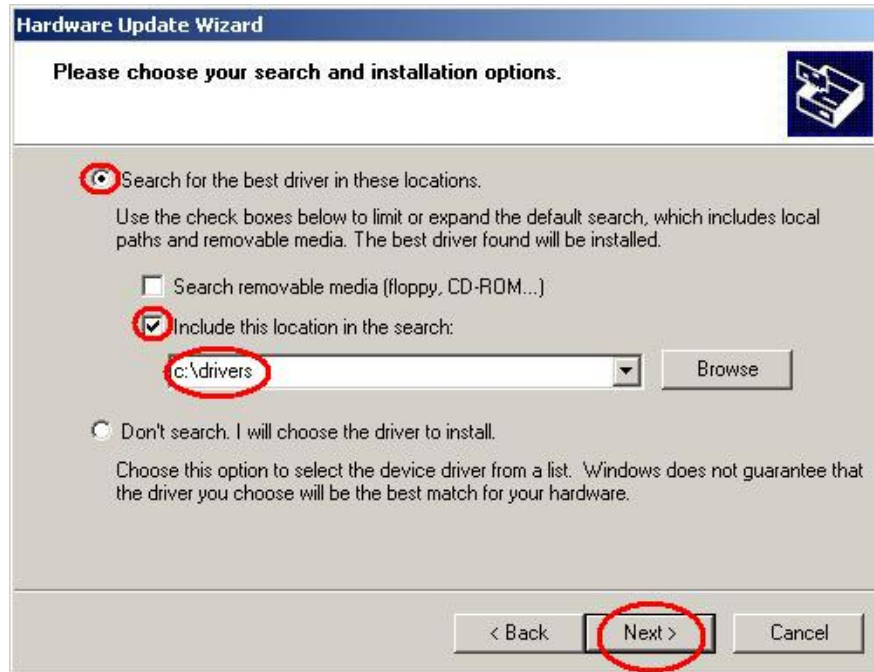 Hardware Update Wizard
Please choose your search and installation options.
Search for the best driver in these locations.
Use the check boxes below to limit or expand the default search, which includes local
paths and removable media. The best driver found will be installed.
Search removable media (floppy, CD-ROM...)
Include this location in the search:
c:\drivers
Browse
Don't search. I will choose the driver to install.
Choose this option to select the device driver from a list. Windows does not guarantee that
the driver you choose will be the best match for your hardware.
< Back Next > Cancel